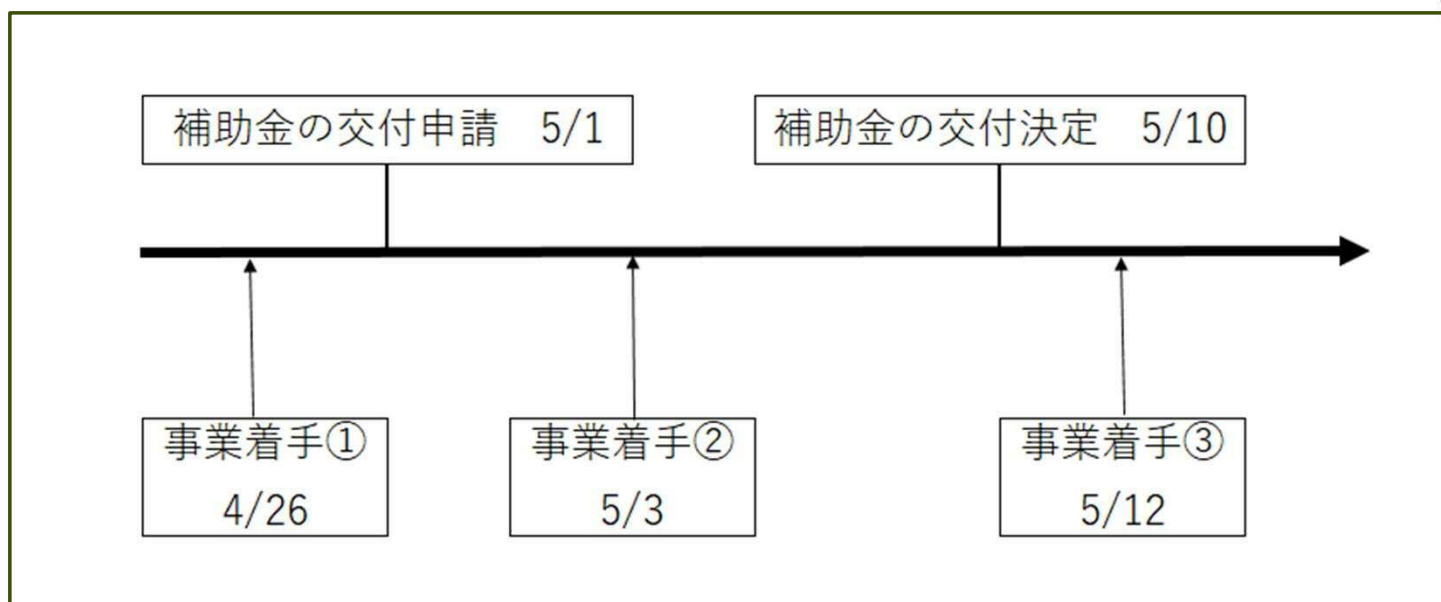 補助金の交付申請　5/1
補助金の交付決定　5/10
事業着手①
4/26
事業着手②
5/3
事業着手③
5/12